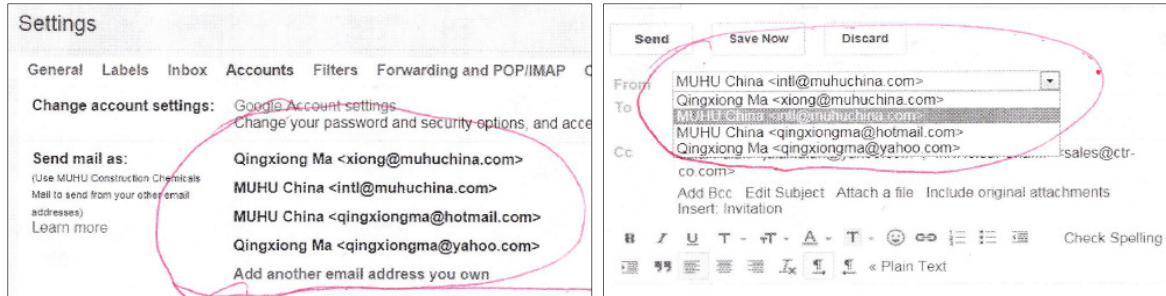 Settings
General Labels Inbox Accounts Filters Forwarding and POP/IMAP
Change account settings: Google Account settings
Change your password and security options, and acce
Send mail as:
(Use MUHU Construction Chemicals
Mail to send from your other email
addresses)
Learn more
Qingxiong Ma <xiong@muhuchina.com>
MUHU China <intl@muhuchina.com>
MUHU China <qingxiongma@hotmail.com>
Qingxiong Ma <qingxiongma@yahoo.com>
Add another email address you own
Send Save Now Discard
From MUHU China <intl@muhuchina.com>
Qingxiong Ma <xiong@muhuchina.com>
To
MUHU China <intl@muhuchina.com>
MUHU China <qingxiongma@hotmail.com>
Qingxiong Ma <qingxiongma@yahoo.com>
Cc <sales@ctr-
co.com>
Add Bcc Edit Subject Attach a file Include original attachments
Insert: Invitation
B I U T T A T Check Spelling
« Plain Text